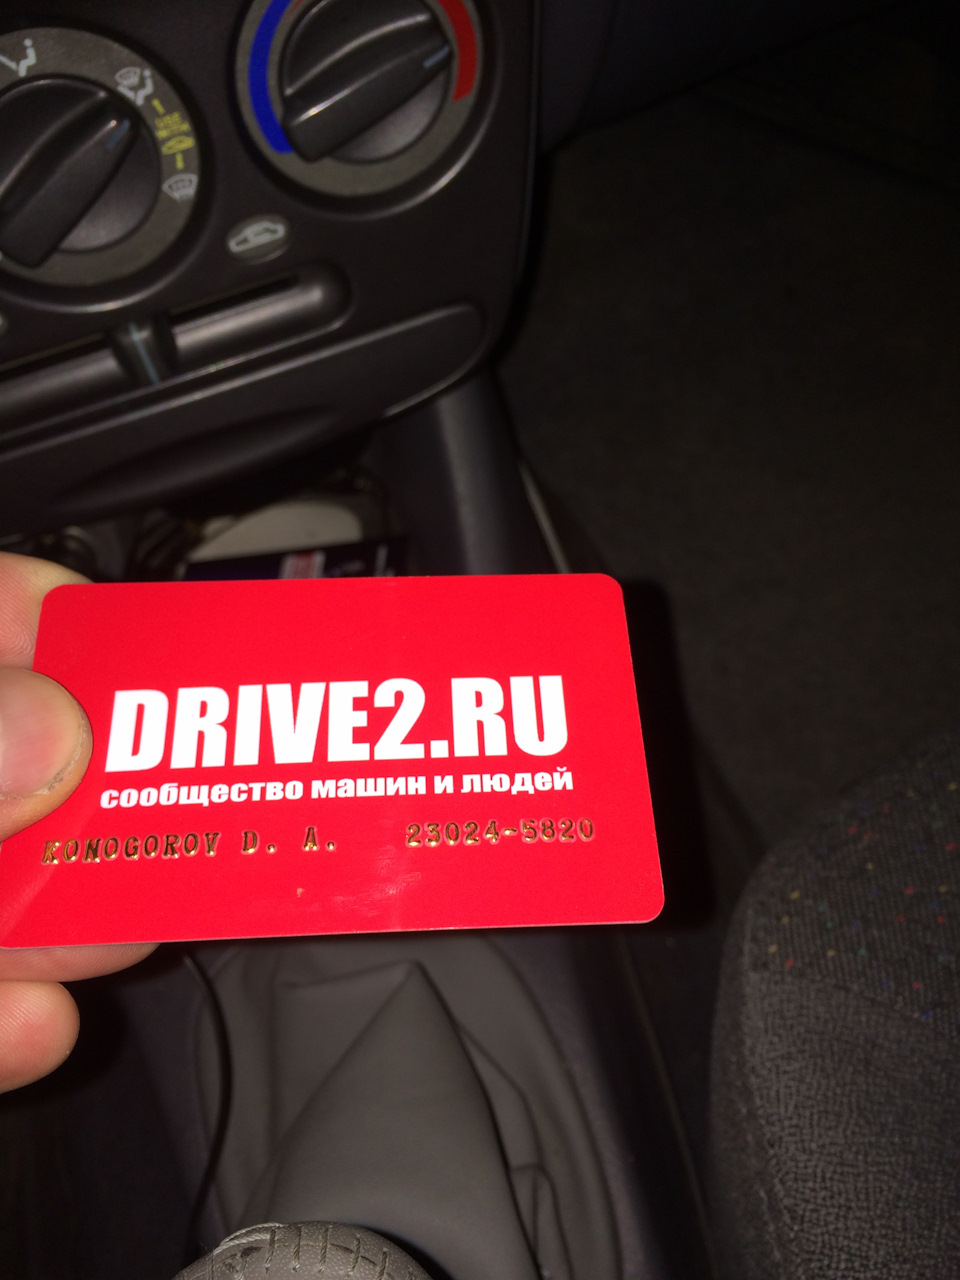 DRIVE2.RU
сообщество машин и людей
KONOGOROV D. A. 23024-5820